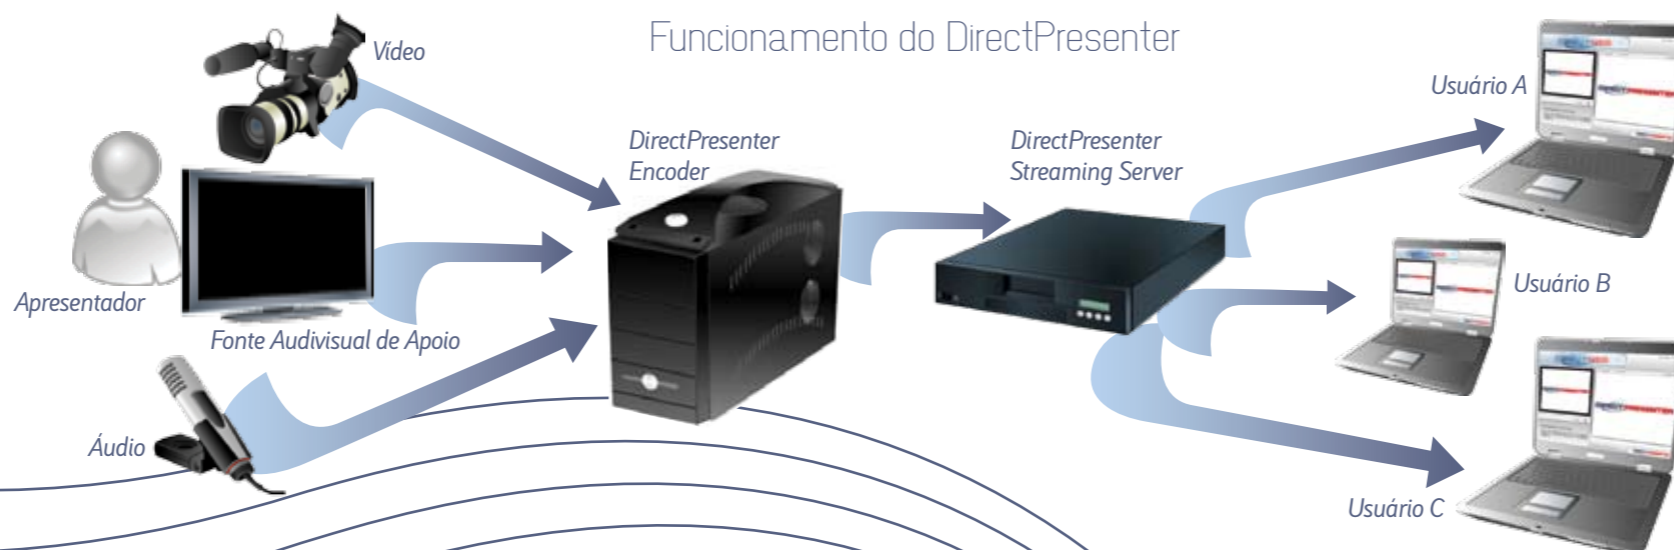 Funcionamento do DirectPresenter
Vídeo
Apresentador
Fonte Audivisual de Apoio
Áudio
DirectPresenter
Encoder
DirectPresenter
Streaming Server
Usuário A
Usuário B
Usuário C